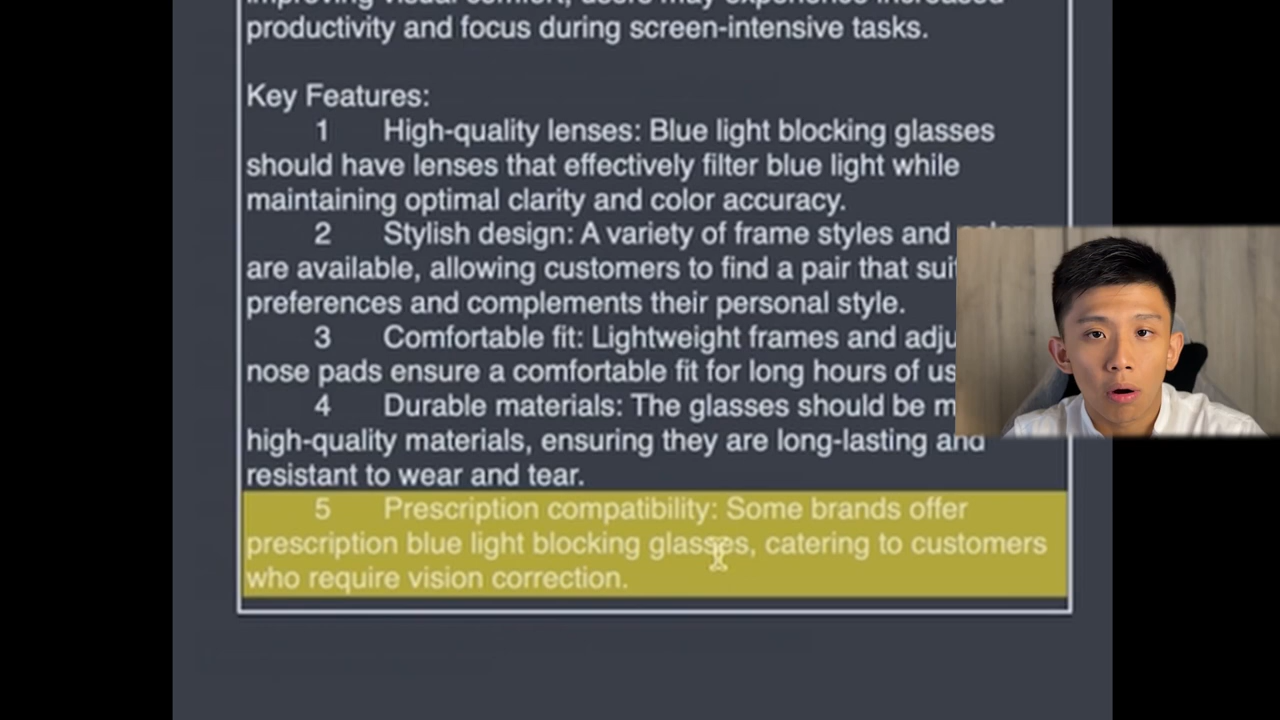 productivity and focus during screen-intensive tasks.
Key Features:
1 High-quality lenses: Blue light blocking glasses
should have lenses that effectively filter blue light while
maintaining optimal clarity and color accuracy.
2 Stylish design: A variety of frame styles and
are available, allowing customers to find a pair that
preferences and complements their personal style.
3 Comfortable fit: Lightweight frames and
nose pads ensure a comfortable fit for long hours of
4 Durable materials: The glasses should be
high-quality materials, ensuring they are long-lasting and
resistant to wear and tear.
5 Prescription compatibility: Some brands offer
prescription blue light blocking glasses, catering to customers
who require vision correction.